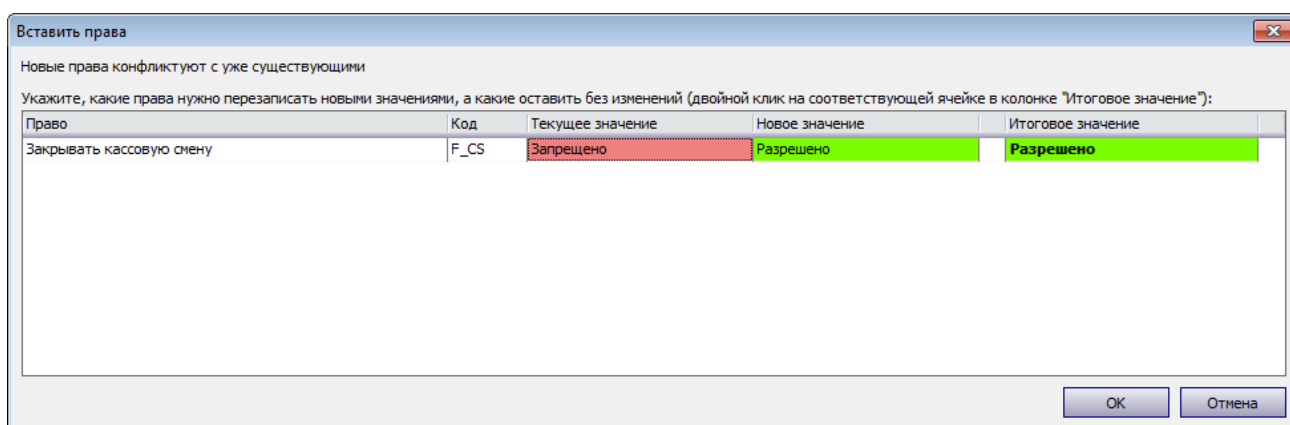 Вставить права
Новые права конфликтуют с уже существующими
Укажите, какие права нужно перезаписать новыми значениями, а какие оставить без изменений (двойной клик на соответствующей ячейке в колонке "Итоговое значение"):
Право Код Текущее значение Новое значение Итоговое значение
Закрывать кассовую смену F_CS Запрещено Разрешено Разрешено
OK Отмена